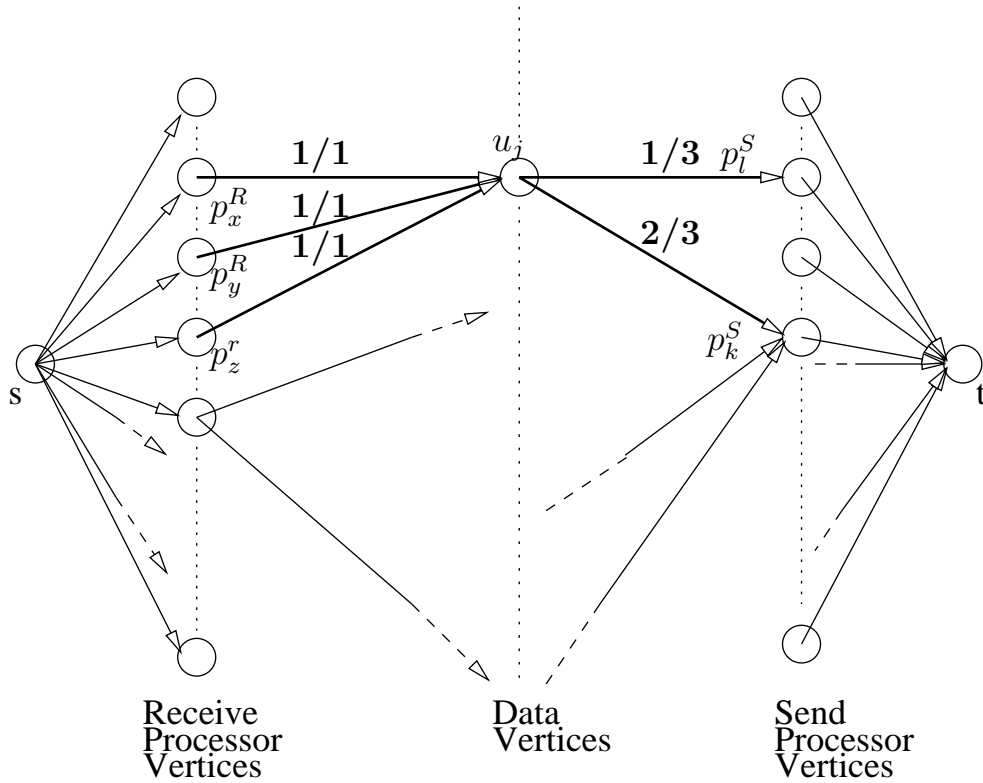 1/1
u_j
1/3
p_l^S
p_x^R
1/1
2/3
p_y^R
1/1
p_z^r
p_k^S
s
t
Receive
Processor
Vertices
Data
Vertices
Send
Processor
Vertices